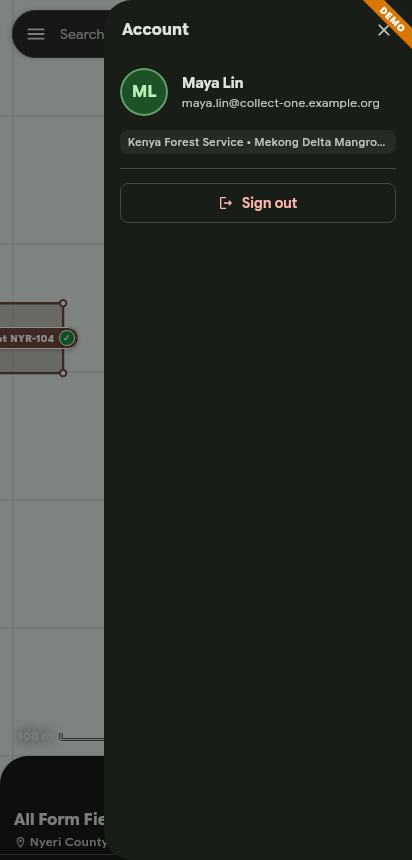 Account
DEMO
Search
ML
Maya Lin
maya.lin@collect-one.example.org
Kenya Forest Service • Mekong Delta Mangro...
Sign out
NYR-104
100 m
All Form Fie
Nyeri County